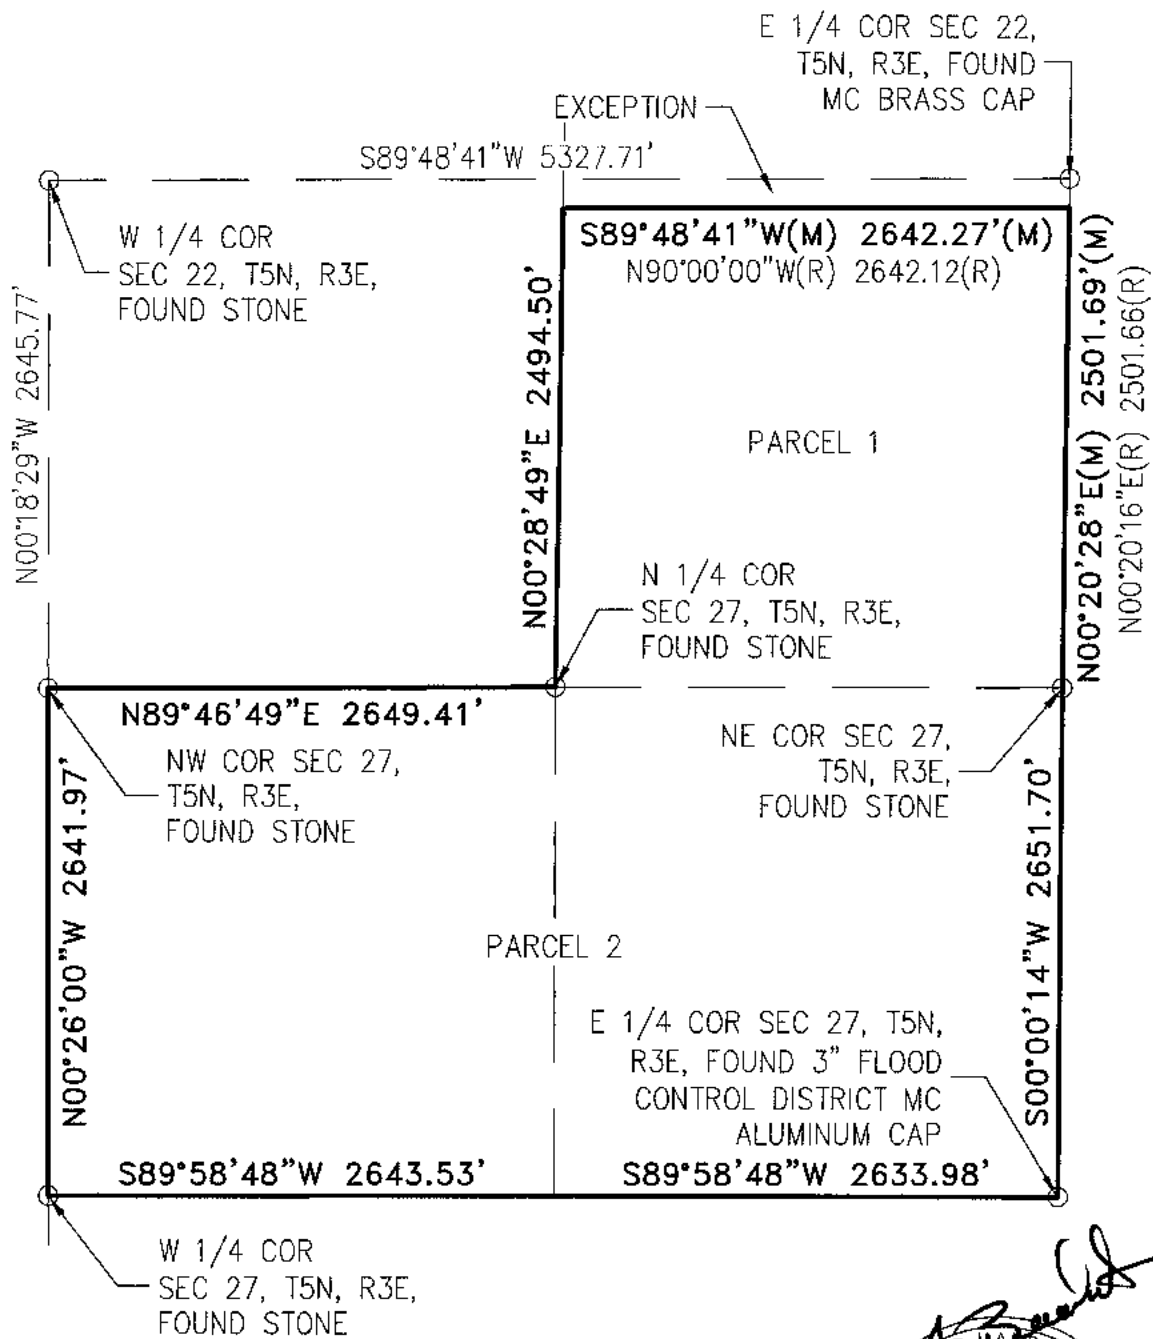 E 1/4 COR SEC 22,
T5N, R3E, FOUND
MC BRASS CAP
EXCEPTION
S89°48'41"W 5327.71'
W 1/4 COR
SEC 22, T5N, R3E,
FOUND STONE
S89°48'41"W(M) 2642.27'(M)
N90°00'00"W(R) 2642.12(R)
N00°18'29"W 2645.77'
N00°28'49"E 2494.50'
PARCEL 1
N00°20'28"E(M) 2501.69'(M)
N00°20'16"E(R) 2501.66(R)
N 1/4 COR
SEC 27, T5N, R3E,
FOUND STONE
N89°46'49"E 2649.41'
NW COR SEC 27,
T5N, R3E,
FOUND STONE
NE COR SEC 27,
T5N, R3E,
FOUND STONE
N00°26'00"W 2641.97'
S00°00'14"W 2651.70'
PARCEL 2
E 1/4 COR SEC 27, T5N,
R3E, FOUND 3" FLOOD
CONTROL DISTRICT MC
ALUMINUM CAP
S89°58'48"W 2643.53'
S89°58'48"W 2633.98'
W 1/4 COR
SEC 27, T5N, R3E,
FOUND STONE